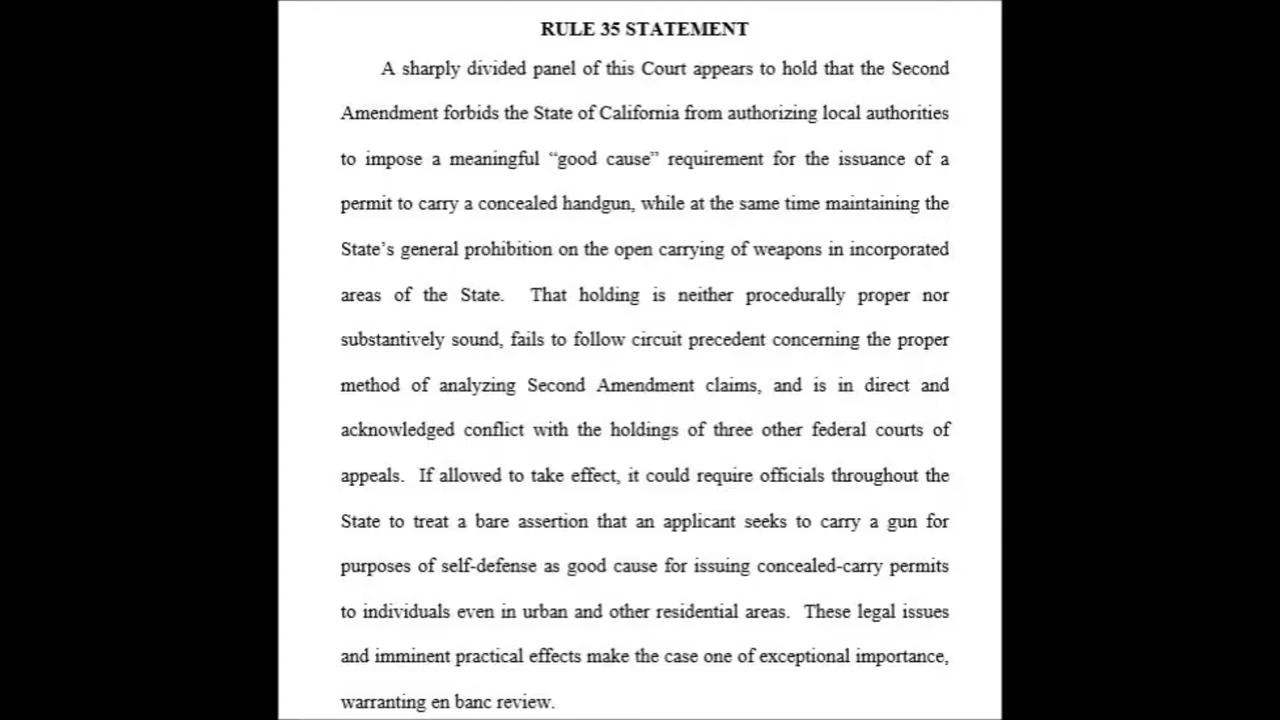 RULE 35 STATEMENT
A sharply divided panel of this Court appears to hold that the Second
Amendment forbids the State of California from authorizing local authorities
to impose a meaningful “good cause” requirement for the issuance of a
permit to carry a concealed handgun, while at the same time maintaining the
State’s general prohibition on the open carrying of weapons in incorporated
areas of the State.  That holding is neither procedurally proper nor
substantively sound, fails to follow circuit precedent concerning the proper
method of analyzing Second Amendment claims, and is in direct and
acknowledged conflict with the holdings of three other federal courts of
appeals.  If allowed to take effect, it could require officials throughout the
State to treat a bare assertion that an applicant seeks to carry a gun for
purposes of self-defense as good cause for issuing concealed-carry permits
to individuals even in urban and other residential areas.  These legal issues
and imminent practical effects make the case one of exceptional importance,
warranting en banc review.